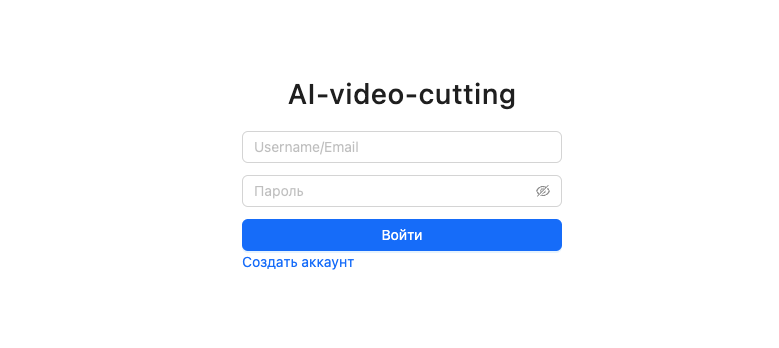 AI-video-cutting
Username/Email
Пароль
Войти
Создать аккаунт